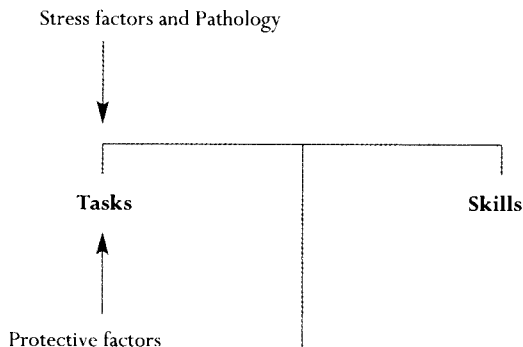 Stress factors and Pathology
Tasks
Skills
Protective factors